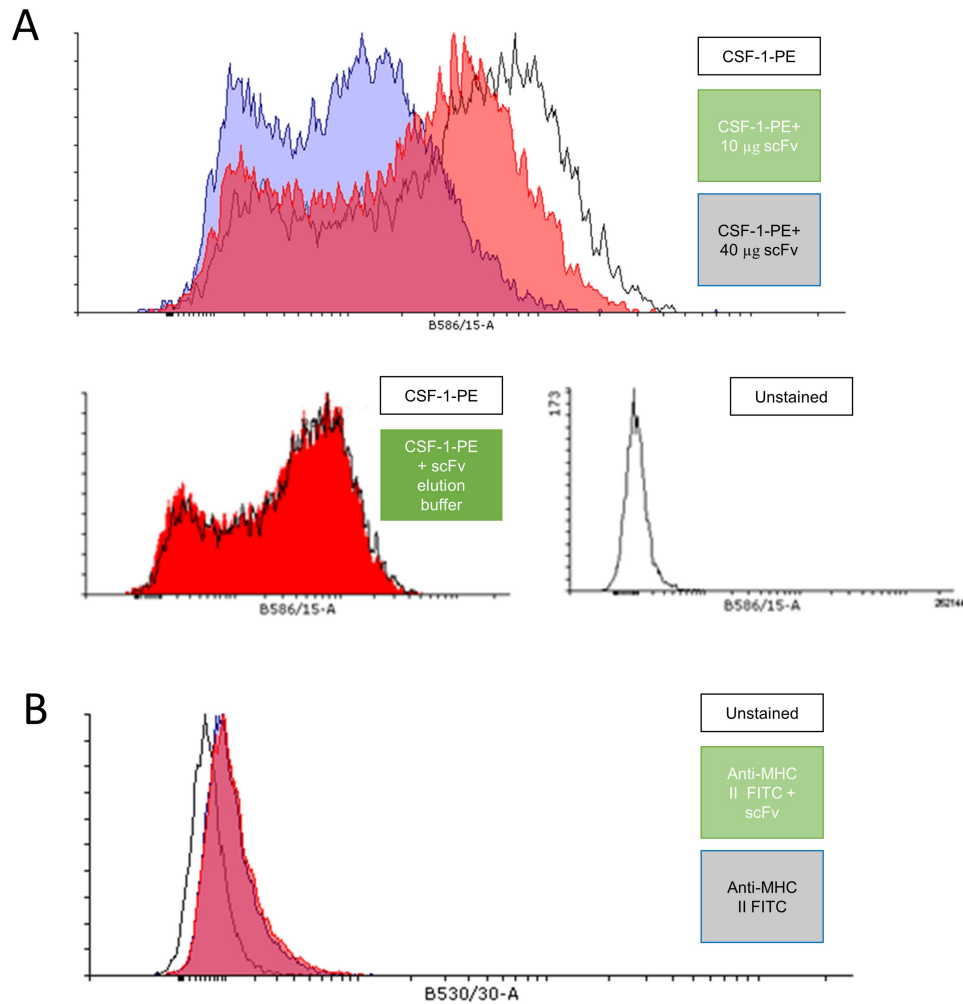 A
CSF-1-PE
CSF-1-PE+
10 µg scFv
CSF-1-PE+
40 µg scFv
B586/15-A
CSF-1-PE
CSF-1-PE
+ scFv
elution
buffer
B586/15-A
Unstained
173
B586/15-A
262144
B
Unstained
Anti-MHC
II FITC +
scFv
Anti-MHC
II FITC
B530/30-A